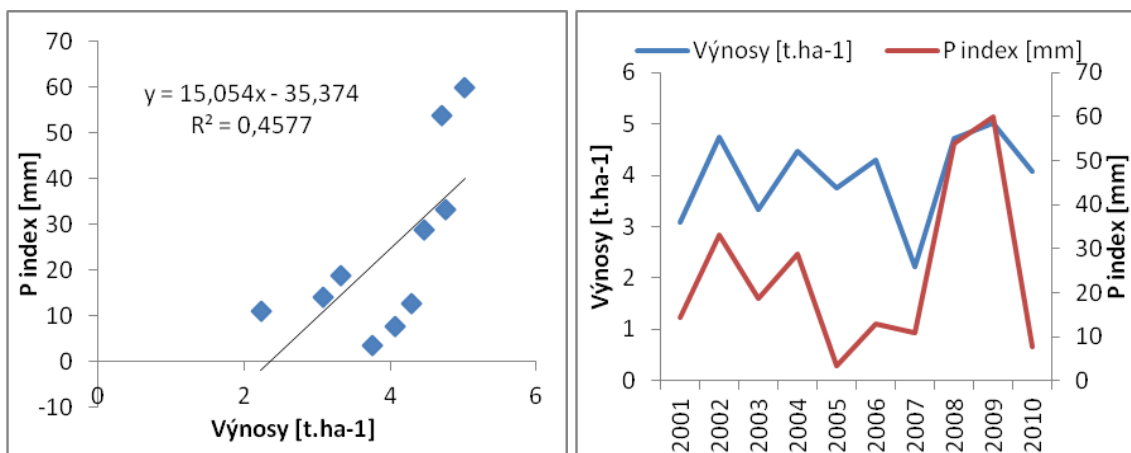 70
60
50
40
30
20
10
0
-10
P index [mm]
y = 15,054x - 35,374
R² = 0,4577
0 2 4 6
Výnosy [t.ha-1]
Výnosy [t.ha-1] P index [mm]
6
5
4
3
2
1
0
Výnosy [t.ha-1]
70
60
50
40
30
20
10
0
P index [mm]
2001 2002 2003 2004 2005 2006 2007 2008 2009 2010